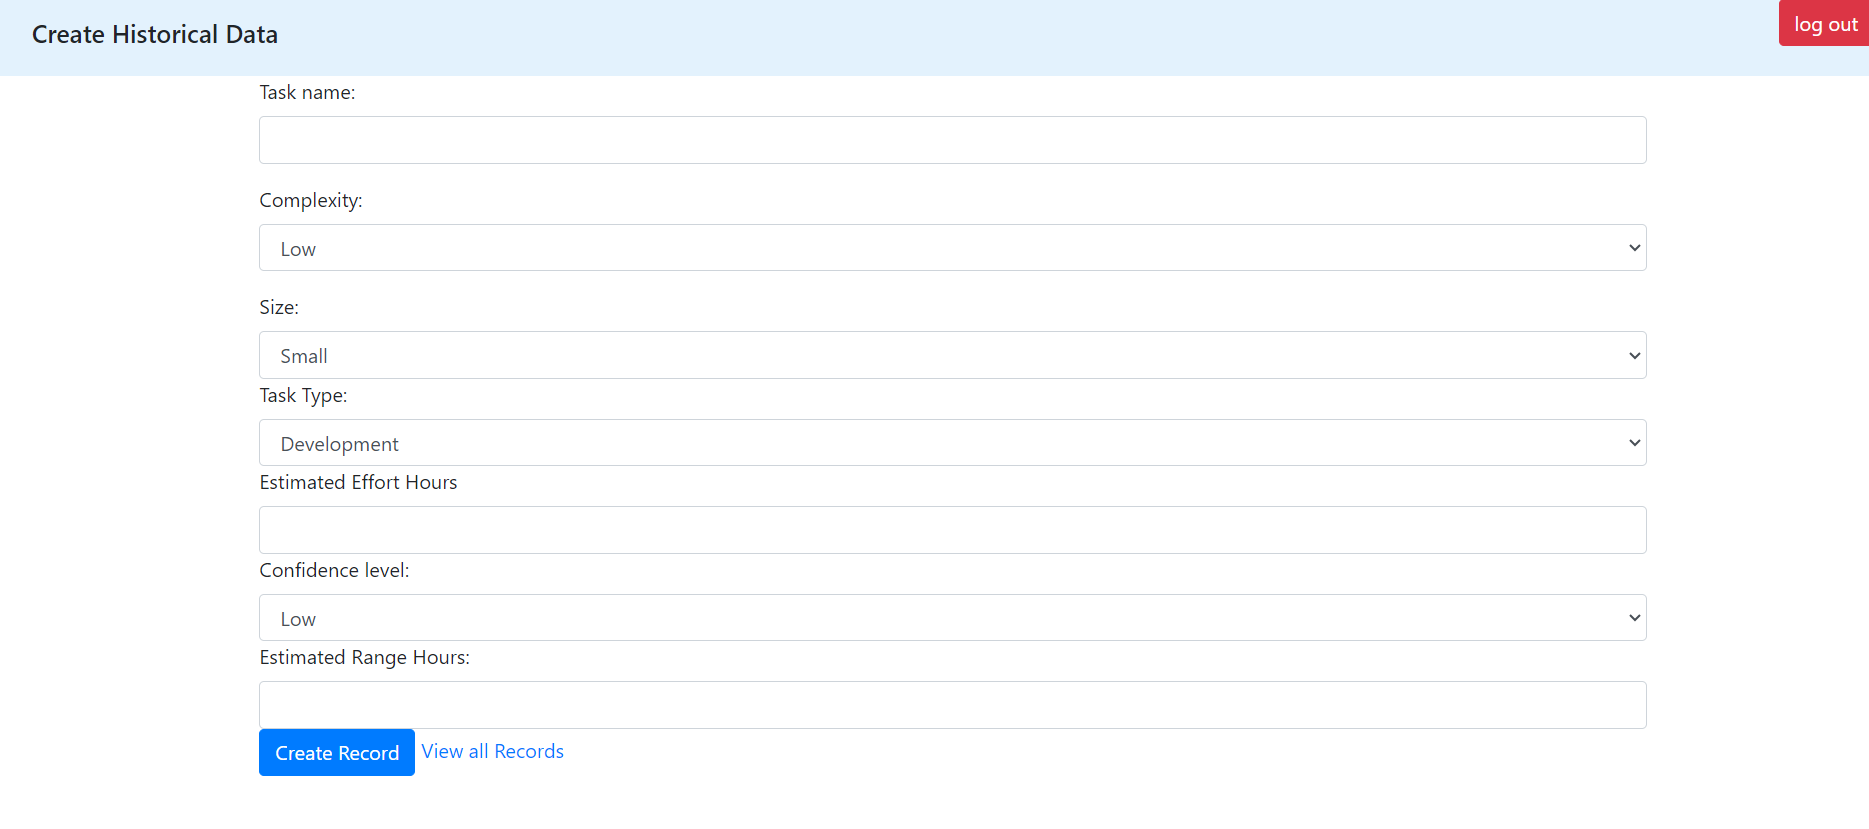 Create Historical Data
log out
Task name:
Complexity:
Low
Size:
Small
Task Type:
Development
Estimated Effort Hours
Confidence level:
Low
Estimated Range Hours:
Create Record View all Records